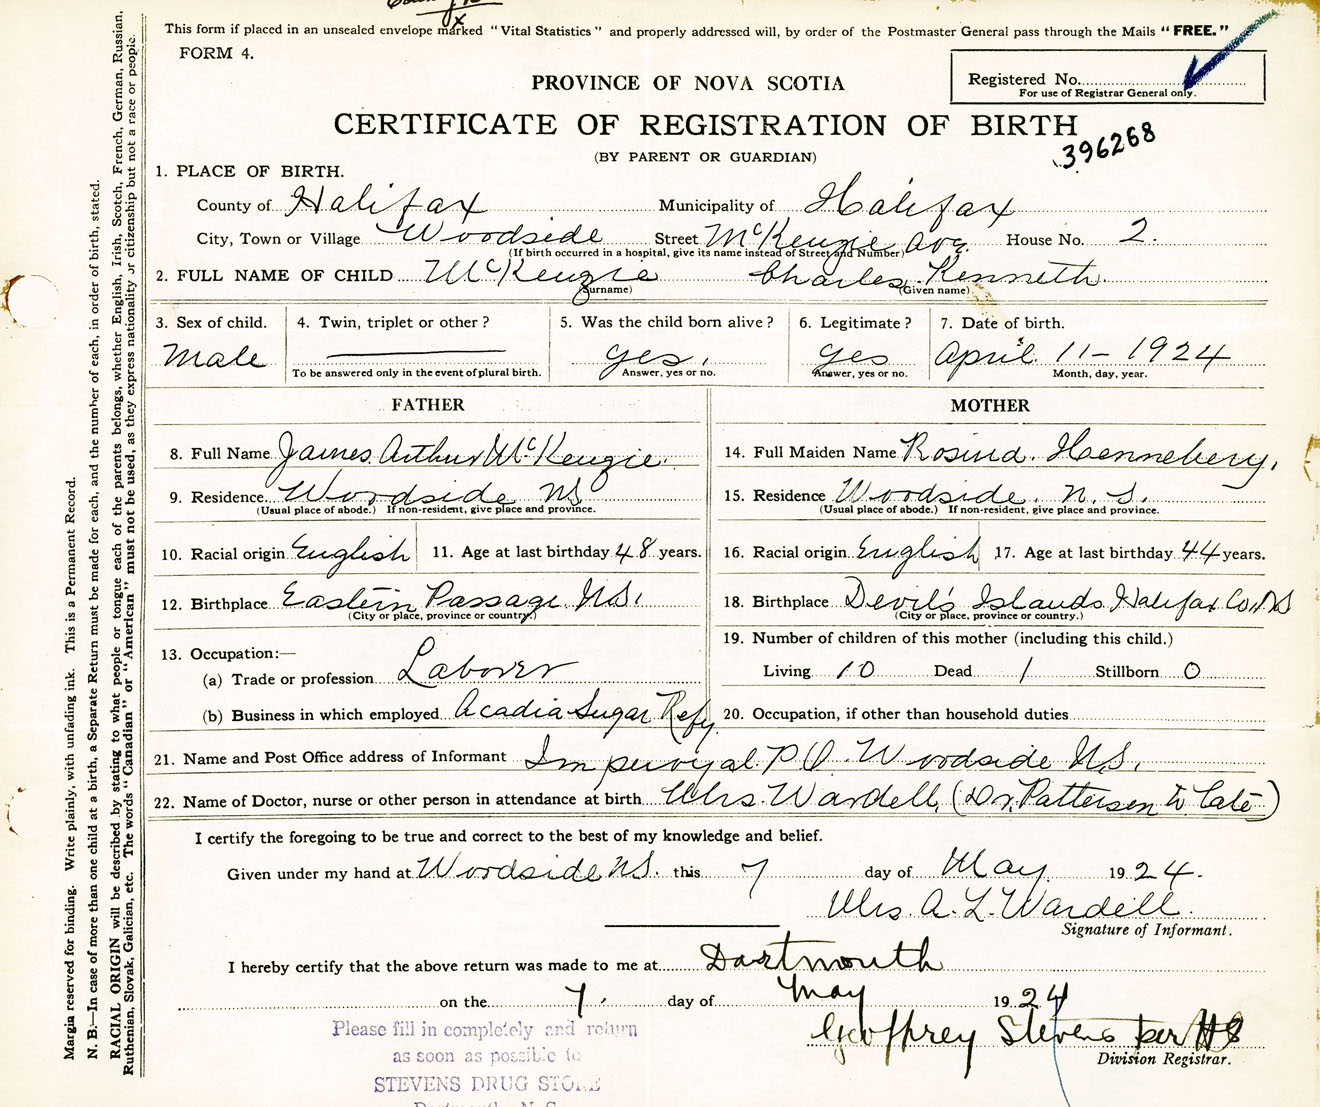 This form if placed in an unsealed envelope marked "Vital Statistics" and properly addressed will, by order of the Postmaster General pass through the Mails "FREE."
FORM 4.
Registered No.
For use of Registrar General only.
PROVINCE OF NOVA SCOTIA
CERTIFICATE OF REGISTRATION OF BIRTH
396268
(BY PARENT OR GUARDIAN)
1. PLACE OF BIRTH.
County of Halifax Municipality of Halifax
City, Town or Village Woodside Street McKenzie Ave. House No. 2.
(If birth occurred in a hospital, give its name instead of Street and Number)
2. FULL NAME OF CHILD McKenzie Charles Kenneth.
(Surname) (Given name)
3. Sex of child. 4. Twin, triplet or other? 5. Was the child born alive? 6. Legitimate? 7. Date of birth.
Male yes. yes April 11-1924
To be answered only in the event of plural birth. Answer, yes or no. Answer, yes or no. Month, day, year.
FATHER MOTHER
8. Full Name James Arthur McKenzie. 14. Full Maiden Name Rosind. Henneberry.
9. Residence Woodside NS 15. Residence Woodside. N. S.
(Usual place of abode.) If non-resident, give place and province. (Usual place of abode.) If non-resident, give place and province.
10. Racial origin English 11. Age at last birthday 48 years. 16. Racial origin English 17. Age at last birthday 44 years.
12. Birthplace Eastern Passage N.S. 18. Birthplace Devil's Islands Halifax Co. N.S
(City or place, province or country.) (City or place, province or country.)
13. Occupation:— 19. Number of children of this mother (including this child.)
(a) Trade or profession Laborer Living 10 Dead 1 Stillborn 0
(b) Business in which employed Acadia Sugar Refy 20. Occupation, if other than household duties
21. Name and Post Office address of Informant P.O. Woodside N.S.
22. Name of Doctor, nurse or other person in attendance at birth Mrs. Wardell, (Dr. Patterson to late)
I certify the foregoing to be true and correct to the best of my knowledge and belief.
Given under my hand at Woodside NS. this 7 day of May 1924.
Mrs. A. L. Wardell.
Signature of Informant.
I hereby certify that the above return was made to me at Dartmouth
on the 7. day of May 1924
Geoffrey Stevens per HS
Division Registrar.
Please fill in completely and return
as soon as possible to
STEVENS DRUG STORE
Dartmouth, N. S.
Margin reserved for binding. Write plainly, with unfading ink. This is a Permanent Record.
N. B.—In case of more than one child at a birth, a Separate Return must be made for each, and the number of each, in order of birth, stated.
RACIAL ORIGIN will be described by stating to what people or tongue each of the parents belongs, whether English, Irish, Scotch, French, German, Russian,
Ruthenian, Slovak, Galician, etc. The words "Canadian" or "American" must not be used, as they express nationality or citizenship but not a race or people.